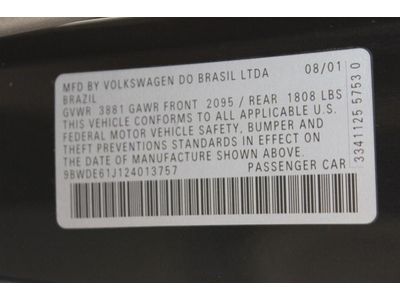 MFD BY VOLKSWAGEN DO BRASIL LTDA 08/01
BRAZIL
GVWR 3881 GAWR FRONT 2095 / REAR 1808 LBS
THIS VEHICLE CONFORMS TO ALL APPLICABLE U.S.
FEDERAL MOTOR VEHICLE SAFETY, BUMPER AND
THEFT PREVENTION STANDARDS IN EFFECT ON
THE DATE OF MANUFACTURE SHOWN ABOVE.
9BWDE61J124013757 PASSENGER CAR
3341125 5753 0